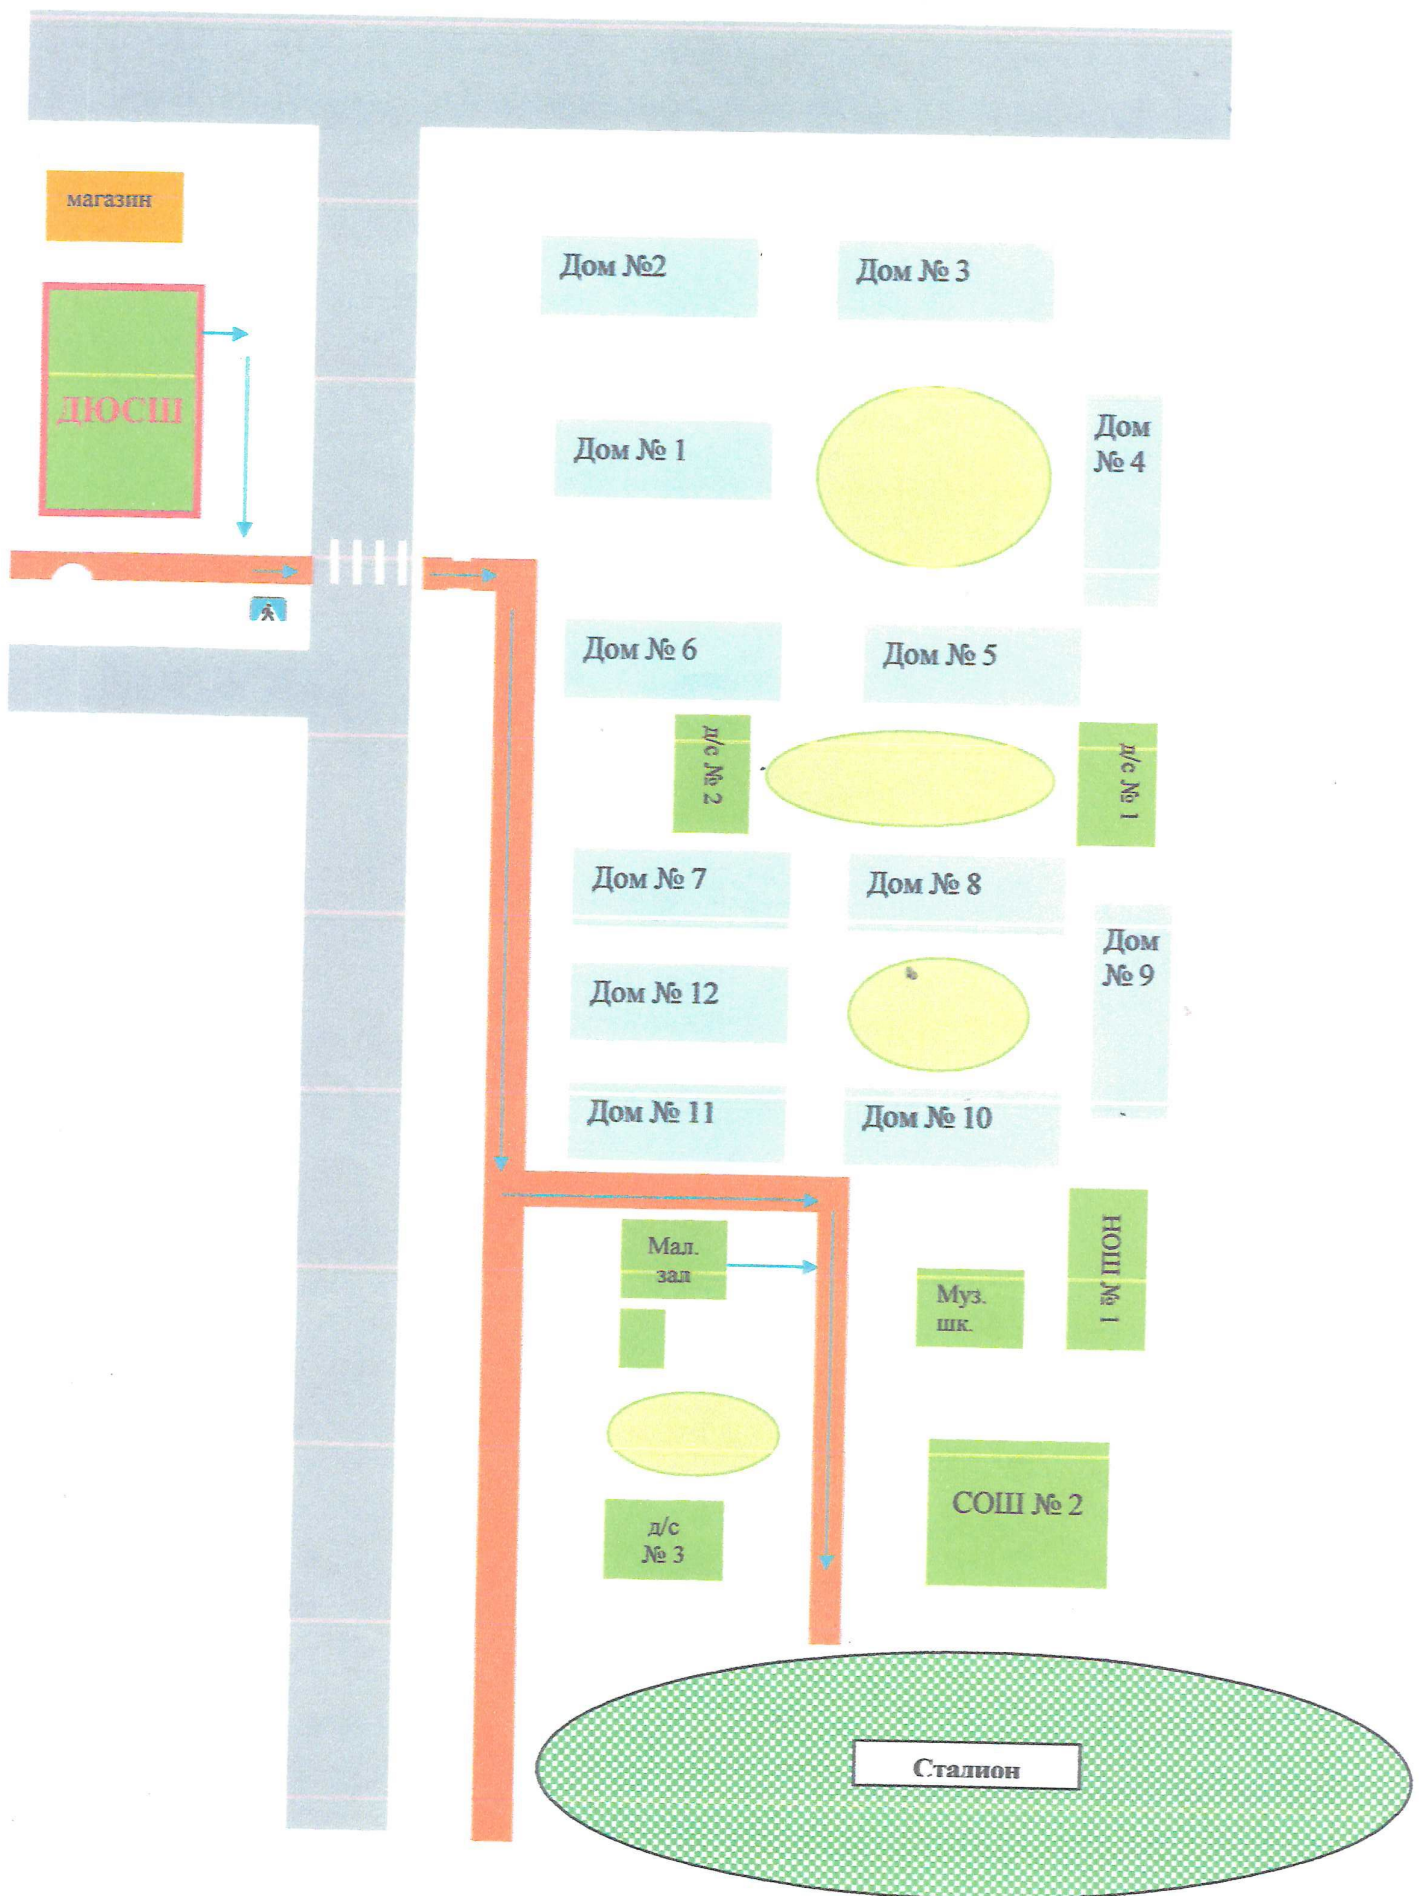 магазин
Дом №2
Дом № 3
ДЮСШ
Дом № 1
Дом
№ 4
Дом № 6
Дом № 5
д/с № 2
д/с № 1
Дом № 7
Дом № 8
Дом
№ 9
Дом № 12
Дом № 11
Дом № 10
Мал.
зал
НОШ № 1
Муз.
шк.
СОШ № 2
д/с
№ 3
Сталион